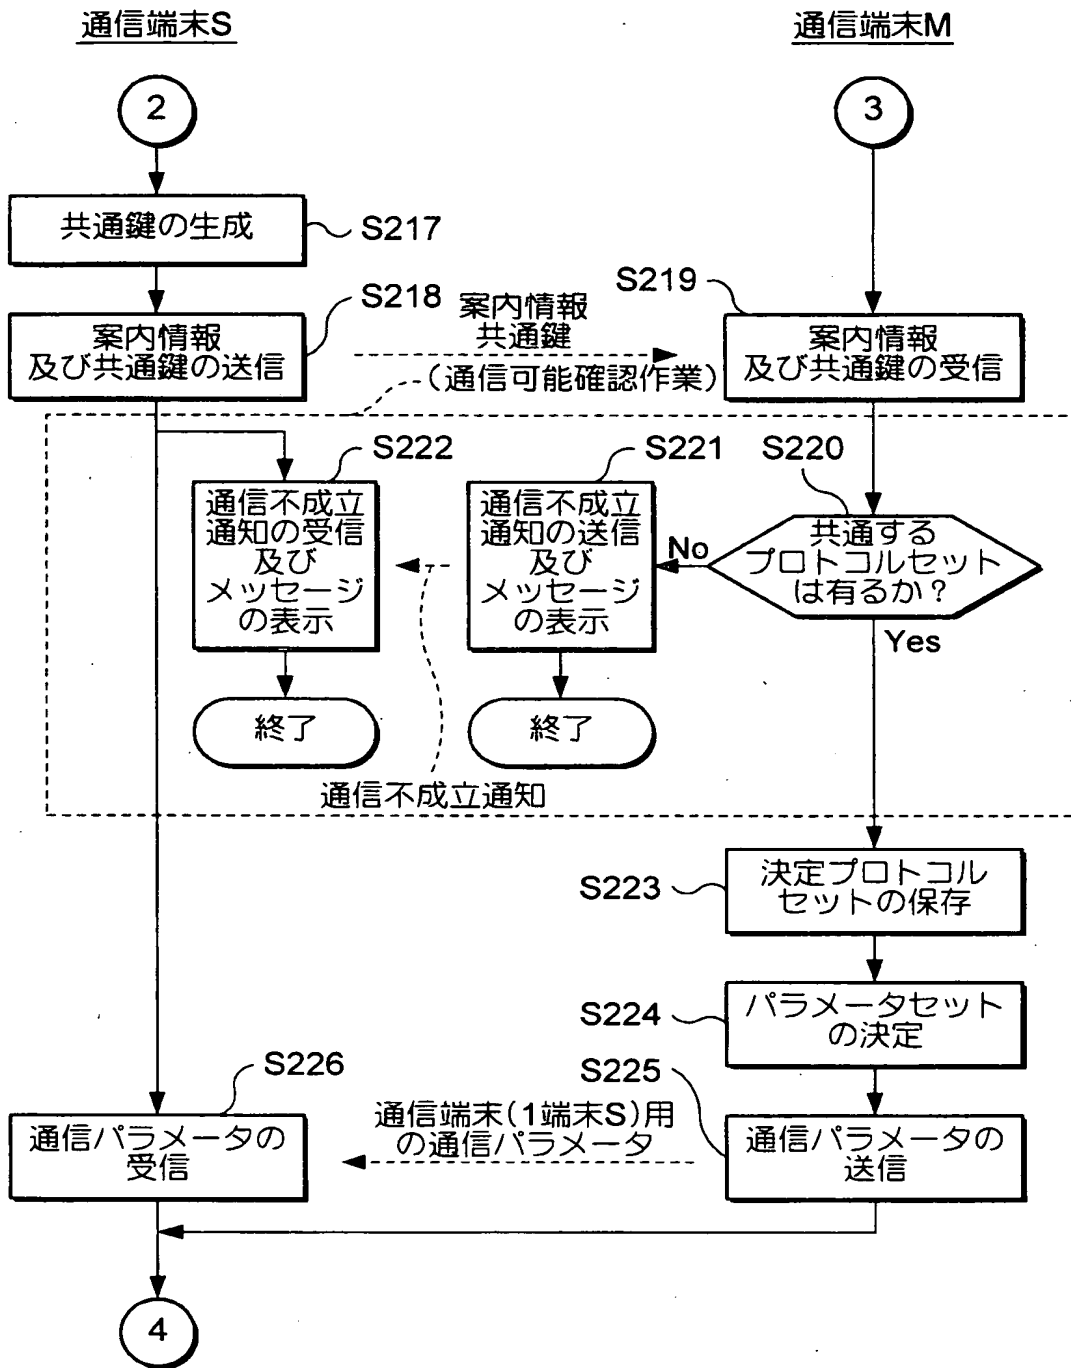 通信端末S
通信端末M
2
3
共通鍵の生成
S217
S218
案内情報
共通鍵
S219
案内情報
及び共通鍵の送信
案内情報
及び共通鍵の受信
(通信可能確認作業)
S222
S221
S220
通信不成立
通知の受信
及び
メッセージ
の表示
通信不成立
通知の送信
及び
メッセージ
の表示
No
共通する
プロトコルセット
は有るか?
Yes
終了
終了
通信不成立通知
S223
決定プロトコル
セットの保存
S224
パラメータセット
の決定
S226
S225
通信パラメータの
受信
通信端末(1端末S)用
の通信パラメータ
通信パラメータの
送信
4